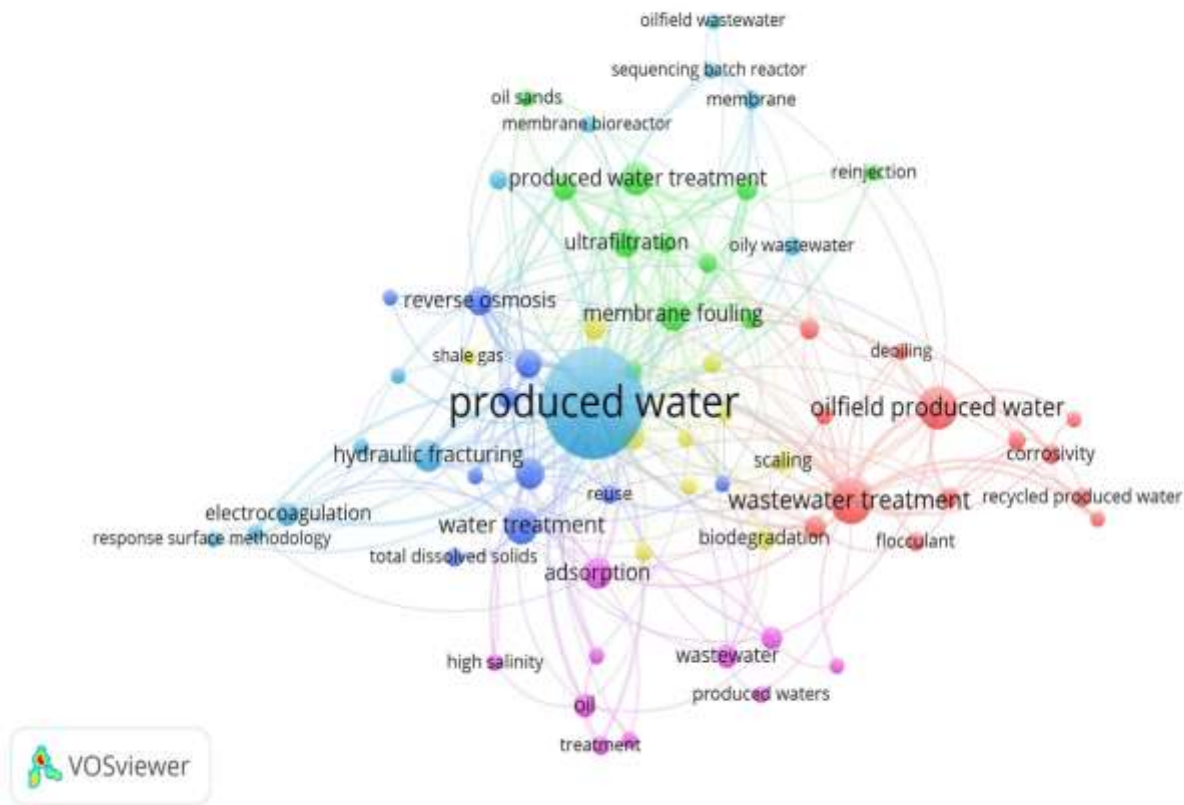 oilfield wastewater
sequencing batch reactor
oil sands
membrane
membrane bioreactor
produced water treatment
reinjection
ultrafiltration
oily wastewater
reverse osmosis
membrane fouling
shale gas
deoiling
produced water
oilfield produced water
hydraulic fracturing
scaling
corrosivity
reuse
wastewater treatment
recycled produced water
electrocoagulation
water treatment
response surface methodology
biodegradation
flocculant
total dissolved solids
adsorption
high salinity
wastewater
produced waters
oil
treatment
VOSviewer